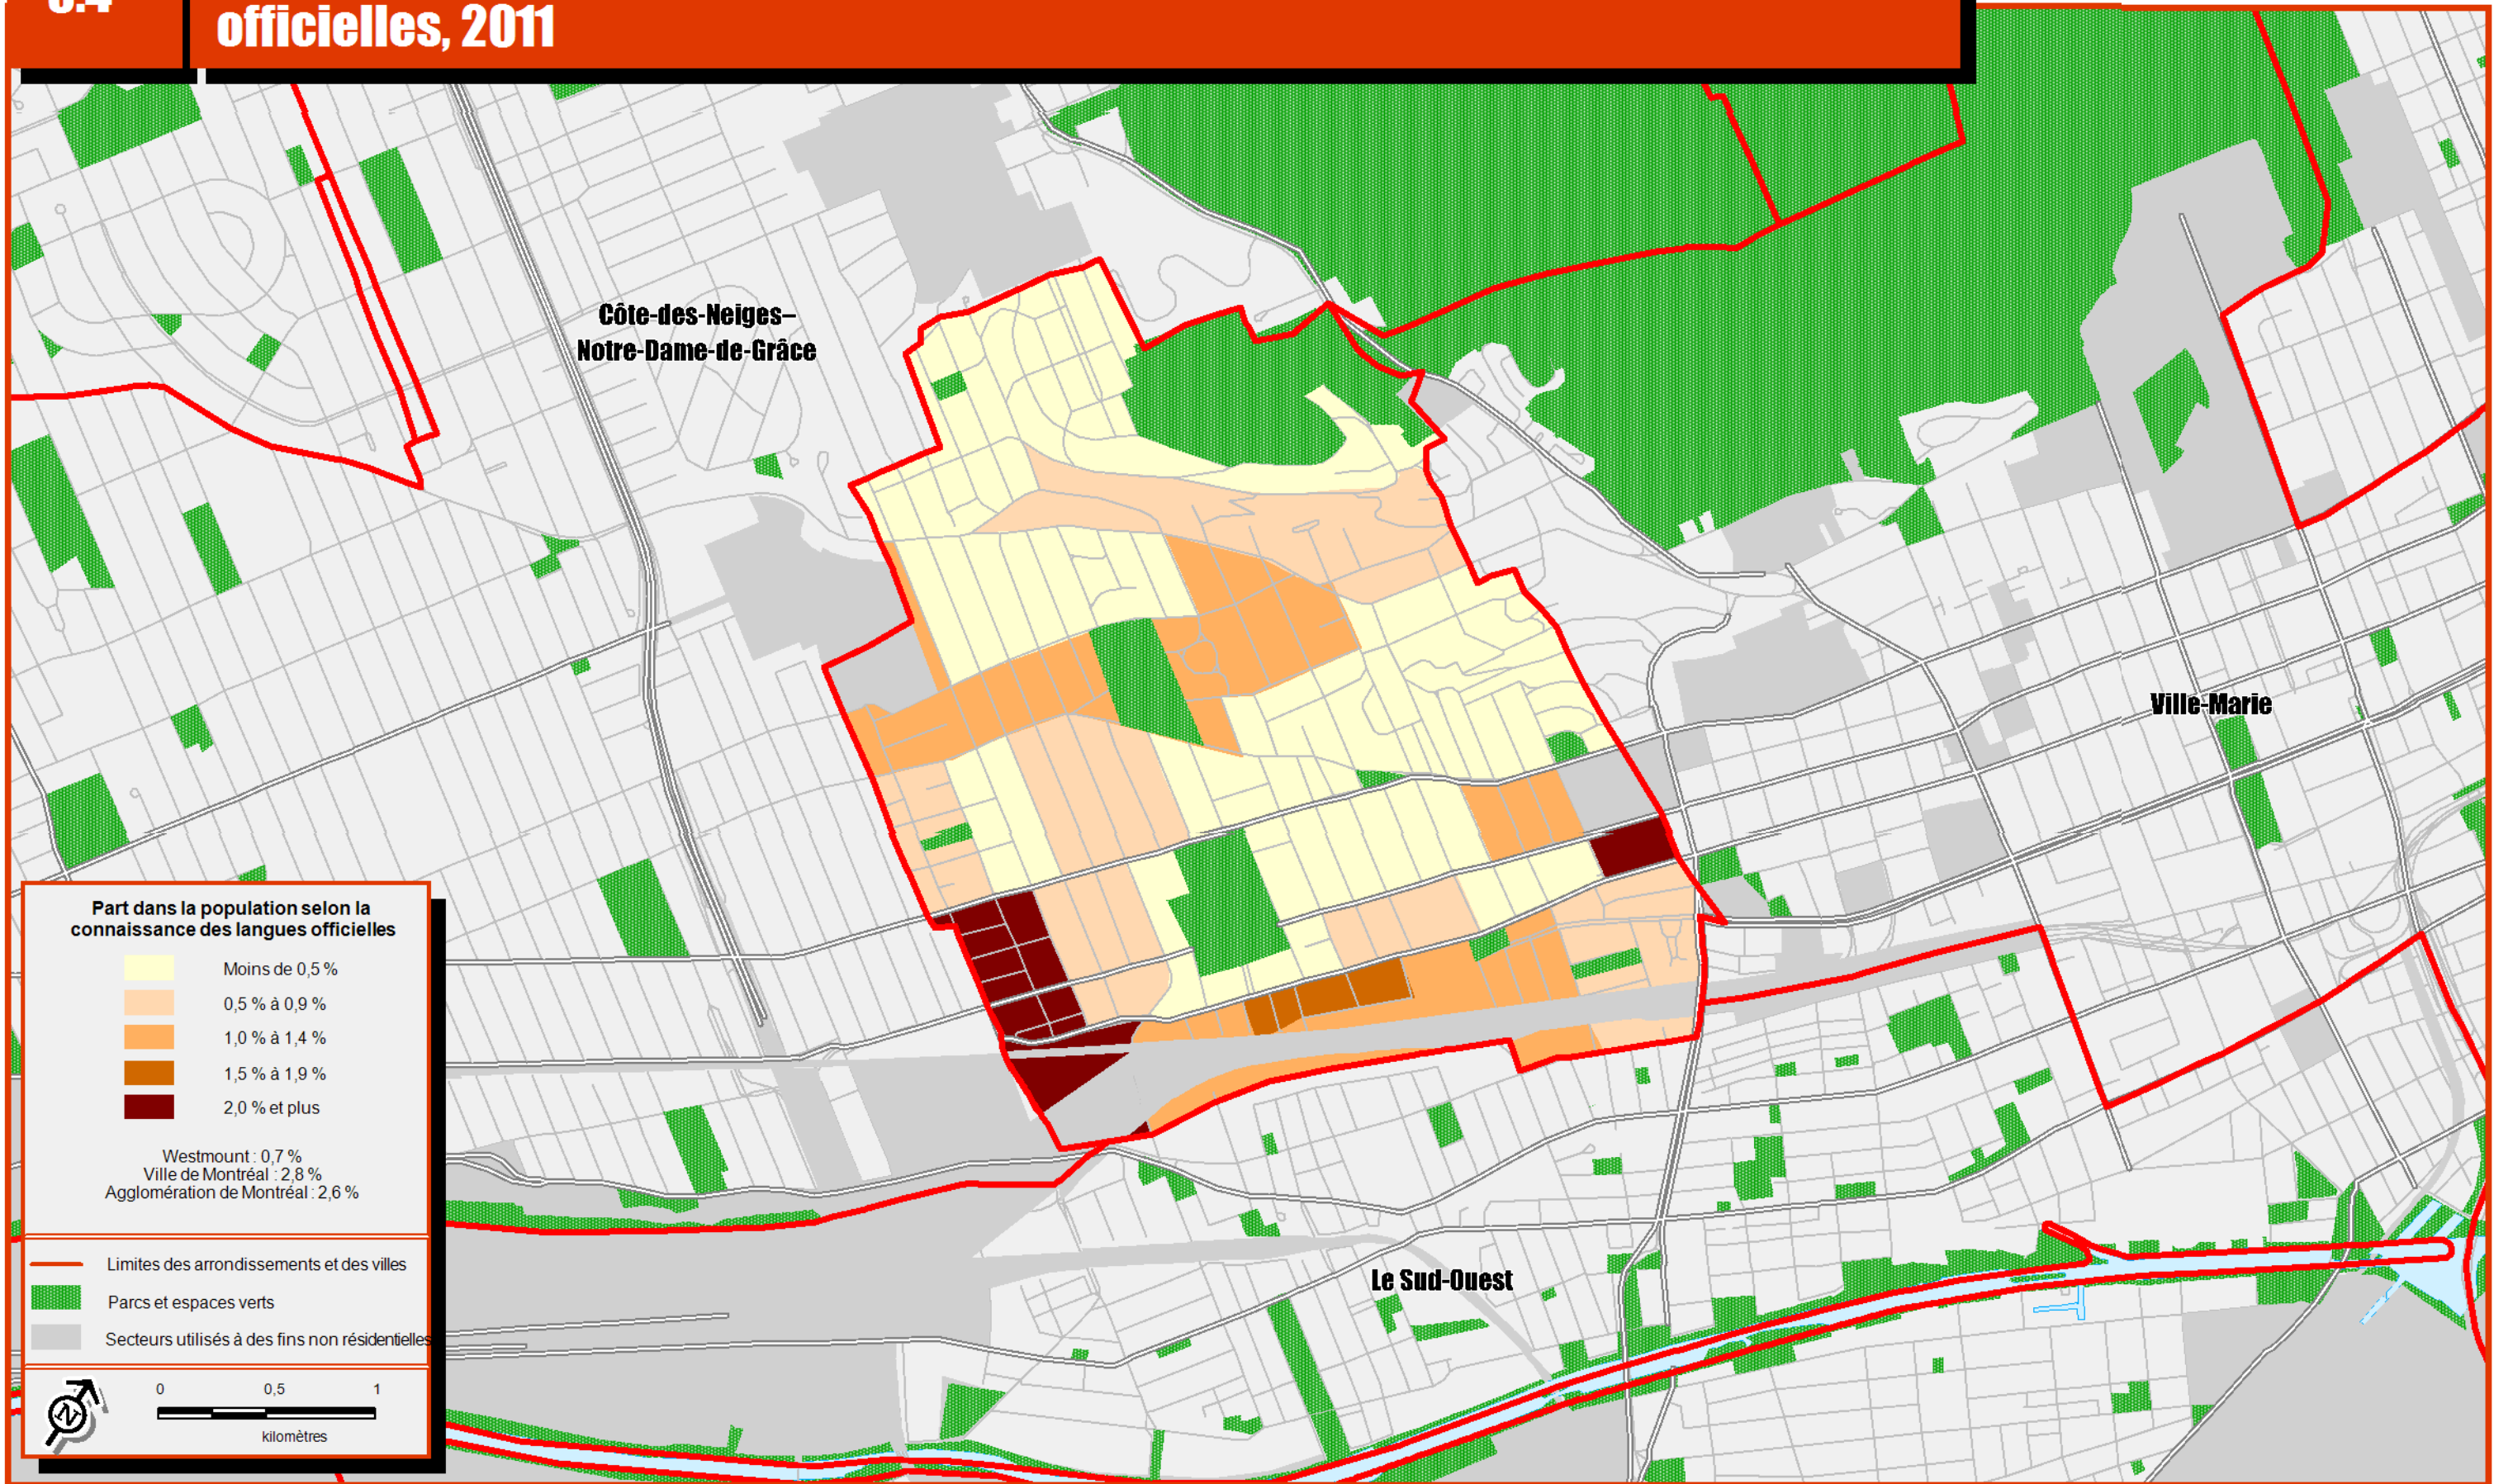 officielles, 2011
Côte-des-Neiges–
Notre-Dame-de-Grâce
Ville-Marie
Le Sud-Ouest
Part dans la population selon la
connaissance des langues officielles
Moins de 0,5 %
0,5 % à 0,9 %
1,0 % à 1,4 %
1,5 % à 1,9 %
2,0 % et plus
Westmount : 0,7 %
Ville de Montréal : 2,8 %
Agglomération de Montréal : 2,6 %
Limites des arrondissements et des villes
Parcs et espaces verts
Secteurs utilisés à des fins non résidentielles
N
0 0,5 1
kilomètres